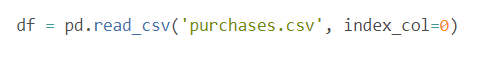 df = pd.read_csv('purchases.csv', index_col=0)